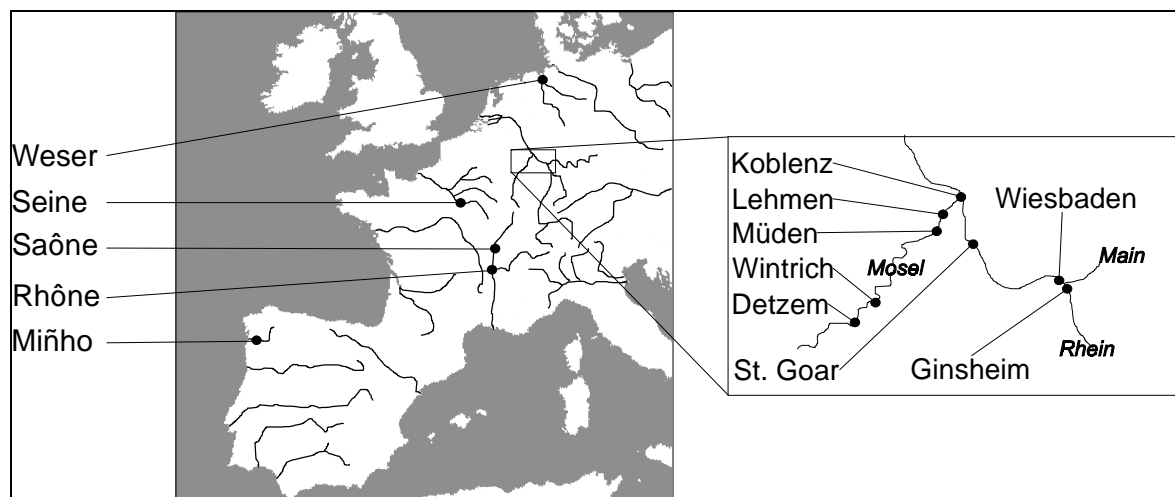 Weser
Seine
Saône
Rhône
Miñho
Koblenz
Lehmen
Wiesbaden
Müden
Wintrich
Mosel
Main
Detzem
Rhein
St. Goar
Ginsheim